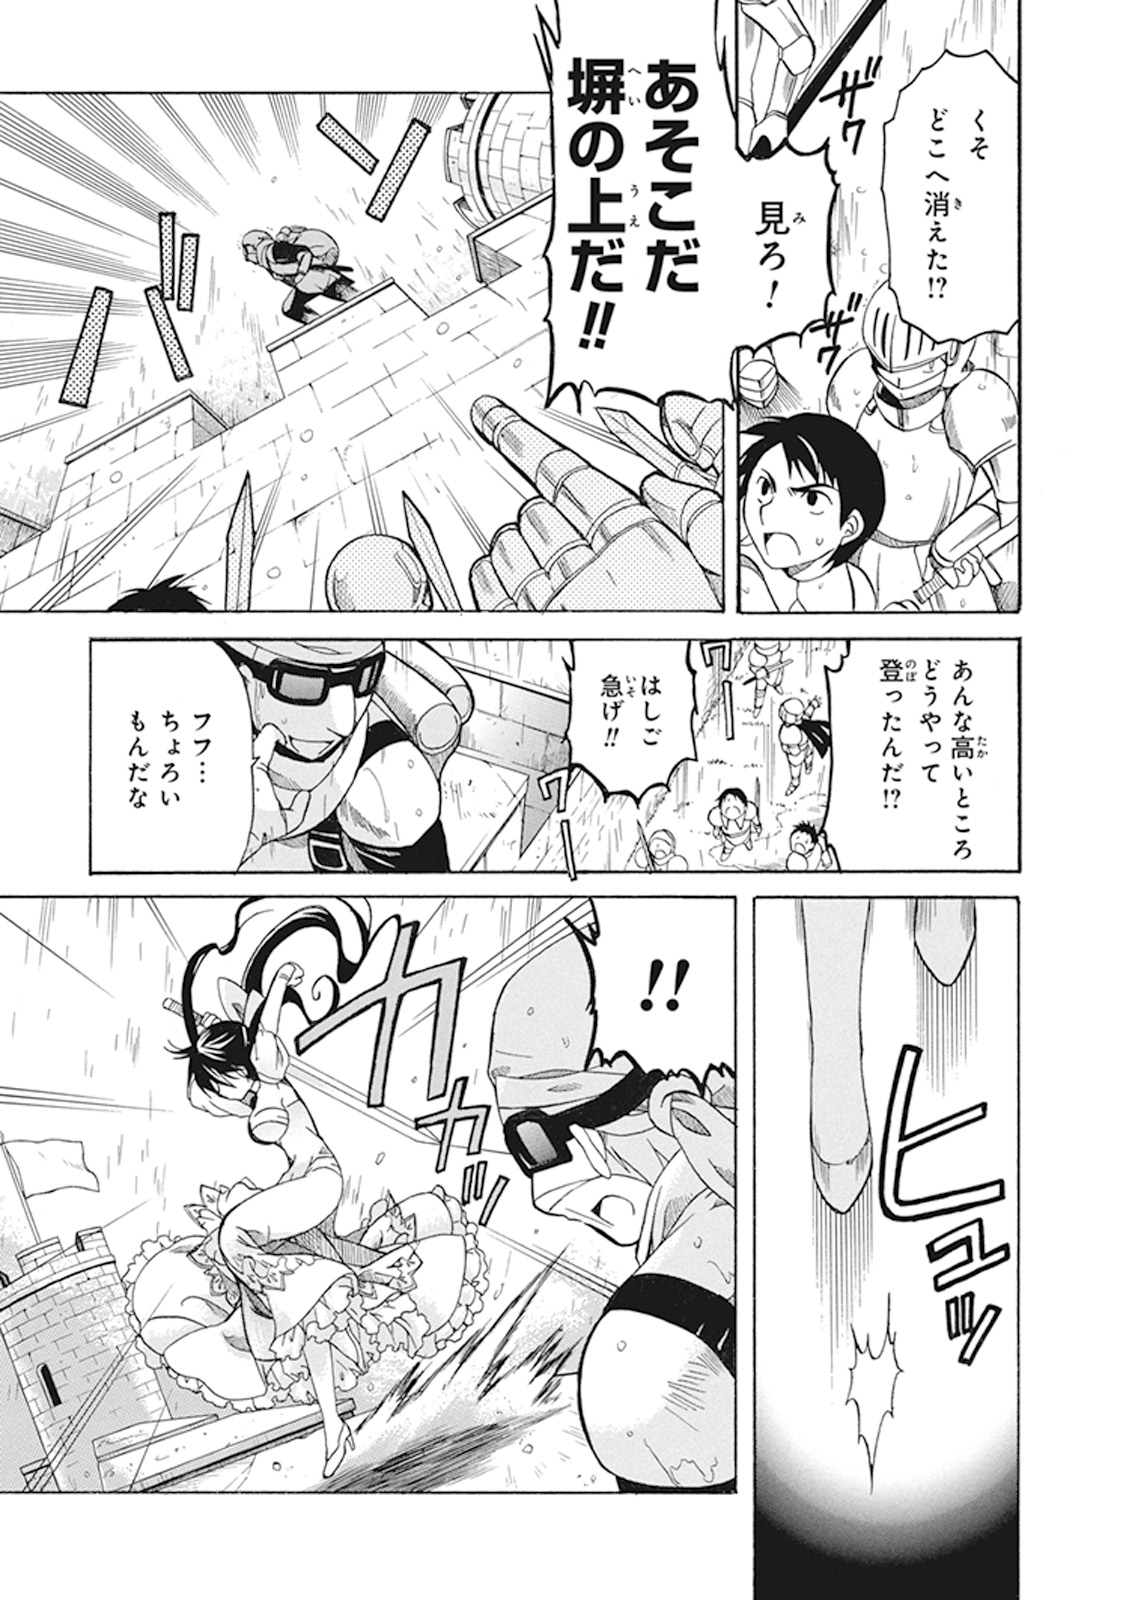 くそ
どこへ消えた!?
ザッ
ザッ
見ろ!
あそこだ
塀の上だ!!
あんな高いところ
どうやって
登ったんだ!?
ワー
はしご
急げ!!
ワー
フフ…
ちょろい
もんだな
ヒュッ
!!
カカカッ